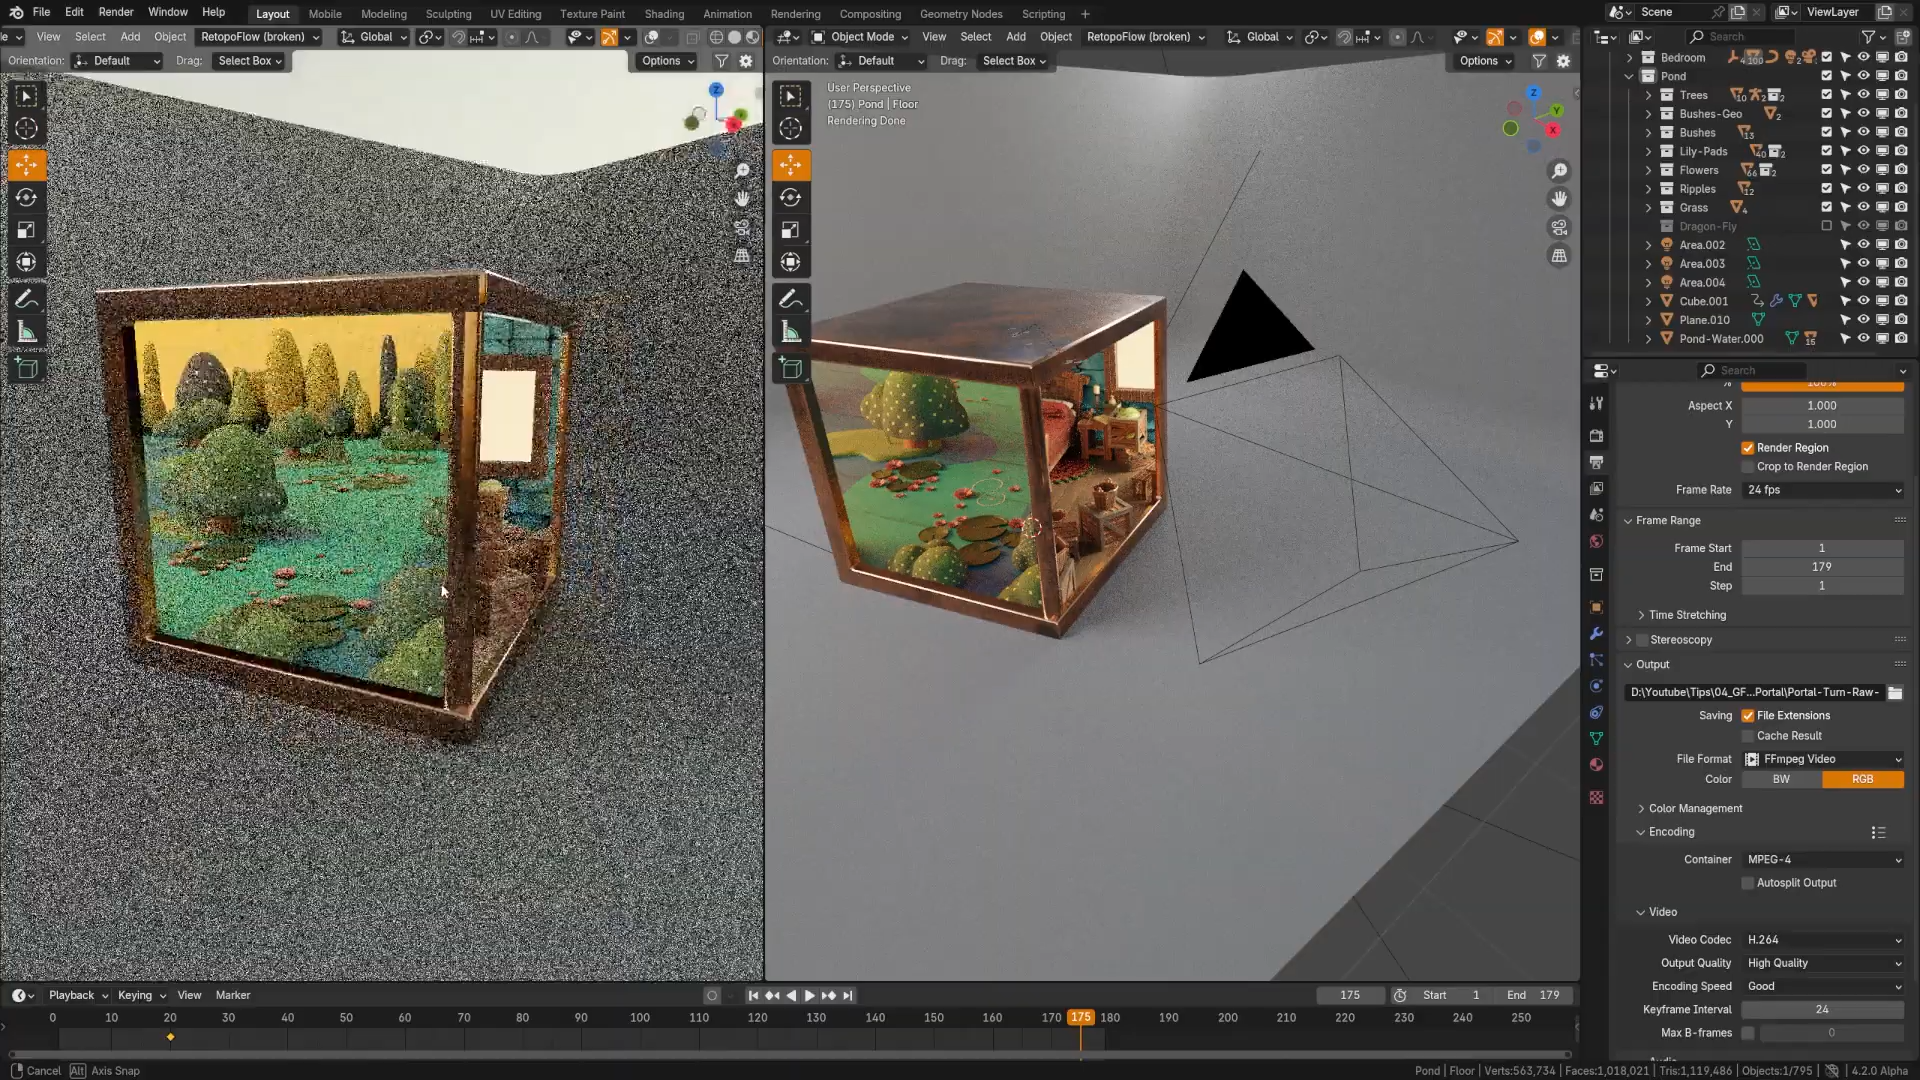 File Edit Render Window Help Layout Mobile Modeling Sculpting UV Editing Texture Paint Shading Animation Rendering Compositing Geometry Nodes Scripting + Scene ViewLayer
View Select Add Object RetopoFlow (broken) Global
Orientation: Default Drag: Select Box Options
Object Mode View Select Add Object RetopoFlow (broken) Global
Orientation: Default Drag: Select Box Options
Z
User Perspective
(175) Pond | Floor
Rendering Done
Z
Y
X
Search
Bedroom
Pond
Trees
Bushes-Geo
Bushes
Lily-Pads
Flowers
Ripples
Grass
Dragon-Fly
Area.002
Area.003
Area.004
Cube.001
Plane.010
Pond-Water.000
Search
% 100%
Aspect X 1.000
Y 1.000
Render Region
Crop to Render Region
Frame Rate 24 fps
Frame Range
Frame Start 1
End 179
Step 1
Time Stretching
Stereoscopy
Output
D:\Youtube\Tips\04_GF...Portal\Portal-Turn-Raw-
Saving File Extensions
Cache Result
File Format FFmpeg Video
Color BW RGB
Color Management
Encoding
Container MPEG-4
Autosplit Output
Video
Video Codec H.264
Output Quality High Quality
Encoding Speed Good
Keyframe Interval 24
Max B-frames 0
Playback Keying View Marker 175 Start 1 End 179
0 10 20 30 40 50 60 70 80 90 100 110 120 130 140 150 160 170 175 180 190 200 210 220 230 240 250
Cancel Alt Axis Snap
Pond | Floor | Verts:563,734 | Faces:1,018,021 | Tris:1,119,486 | Objects:1/795 | 4.2.0 Alpha